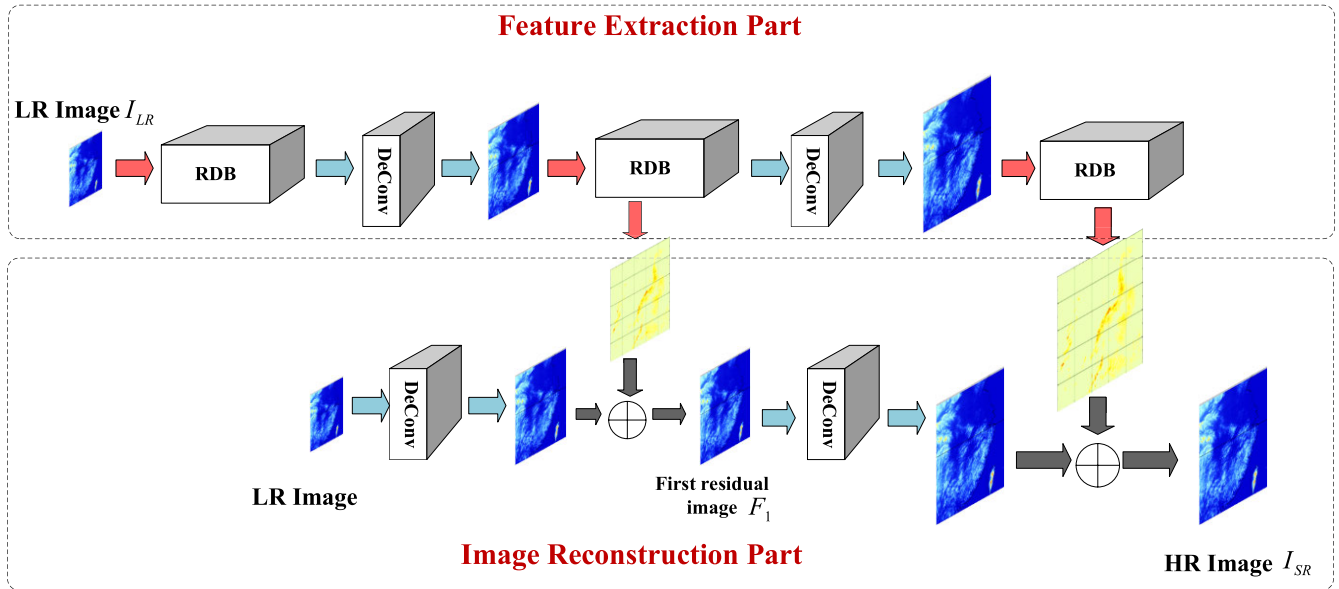 Feature Extraction Part
LR Image I_LR
RDB
DeConv
RDB
DeConv
RDB
DeConv
DeConv
LR Image
First residual
image F_1
Image Reconstruction Part
HR Image I_SR